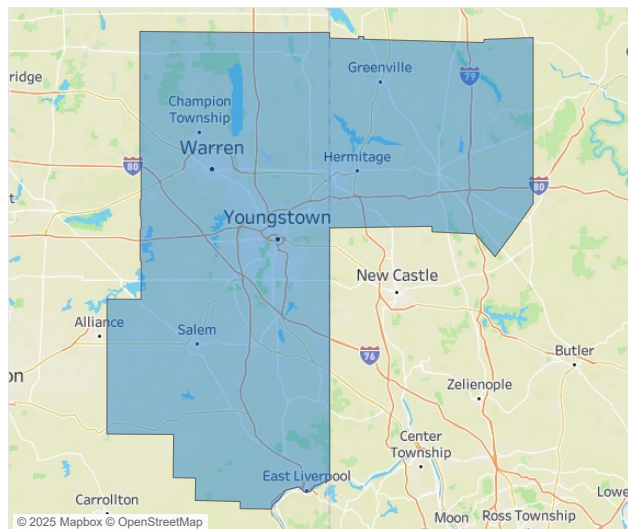 Greenville
ridge
79
Champion
Township
Warren
Hermitage
80
80
t
Youngstown
New Castle
Alliance
Salem
76
Butler
on
Zelienople
Center
Township
East Liverpool
Carrollton
Lowe
Moon
Ross Township
© 2025 Mapbox © OpenStreetMap